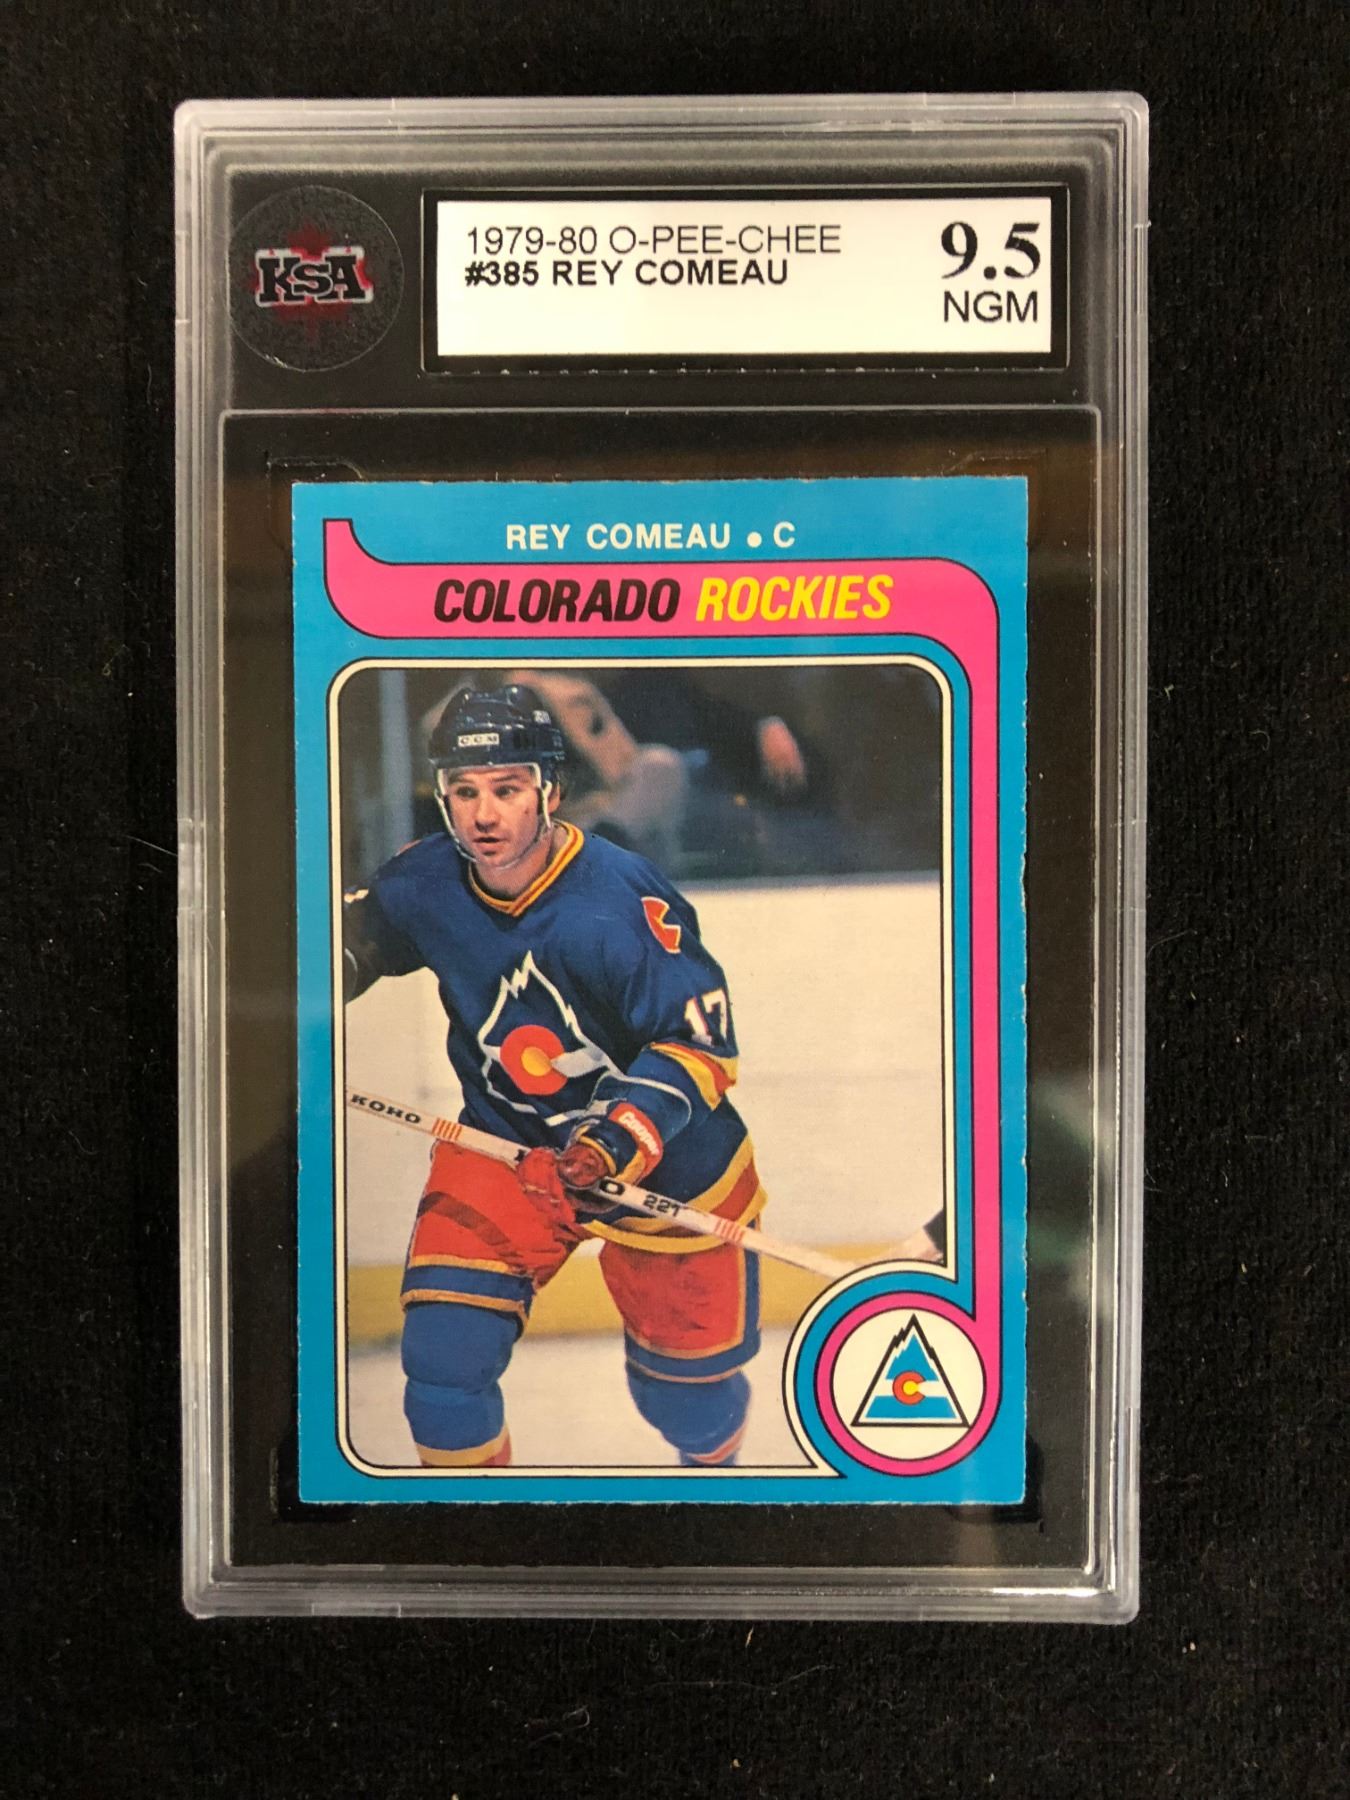 KSA
1979-80 O-PEE-CHEE
#385 REY COMEAU
9.5
NGM
REY COMEAU • C
COLORADO ROCKIES
CCM
17
KOHO
Cooper
221